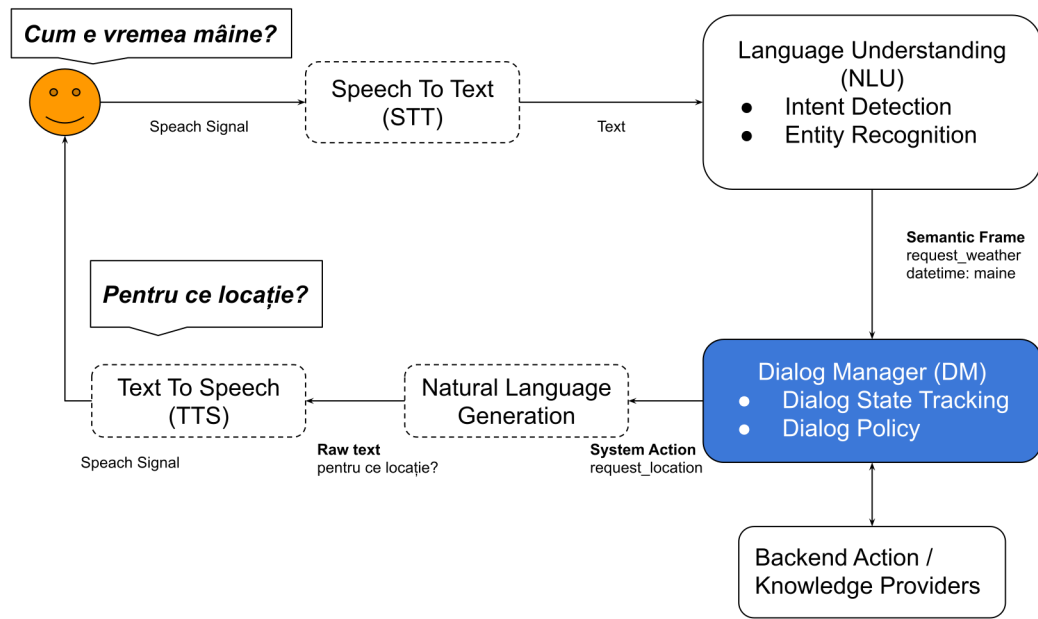 Cum e vremea mâine?
Speech To Text
(STT)
Language Understanding
(NLU)
● Intent Detection
● Entity Recognition
Speach Signal
Text
Semantic Frame
request_weather
datetime: maine
Pentru ce locație?
Text To Speech
(TTS)
Natural Language
Generation
Dialog Manager (DM)
● Dialog State Tracking
● Dialog Policy
Speach Signal
Raw text
pentru ce locație?
System Action
request_location
Backend Action /
Knowledge Providers